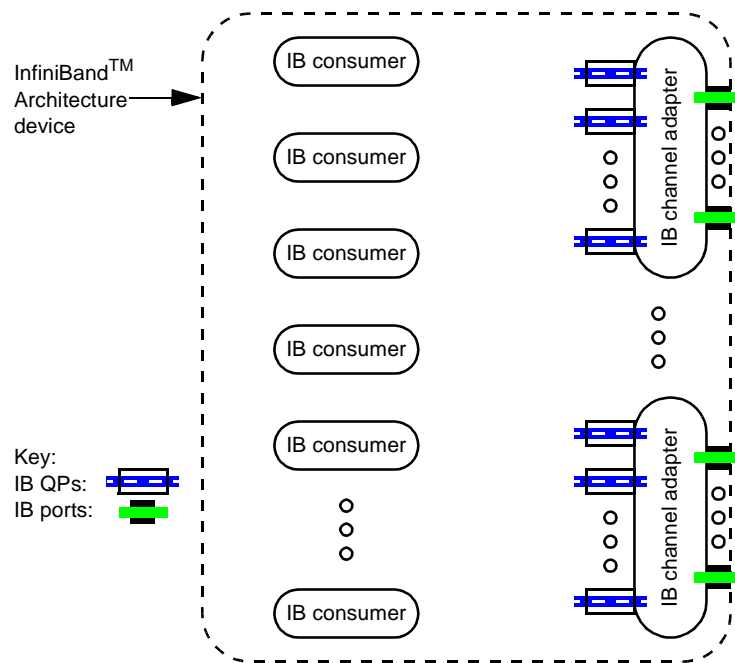 InfiniBand™
Architecture
device
IB consumer
IB consumer
IB consumer
IB consumer
IB consumer
IB consumer
IB channel adapter
IB channel adapter
Key:
IB QPs:
IB ports: